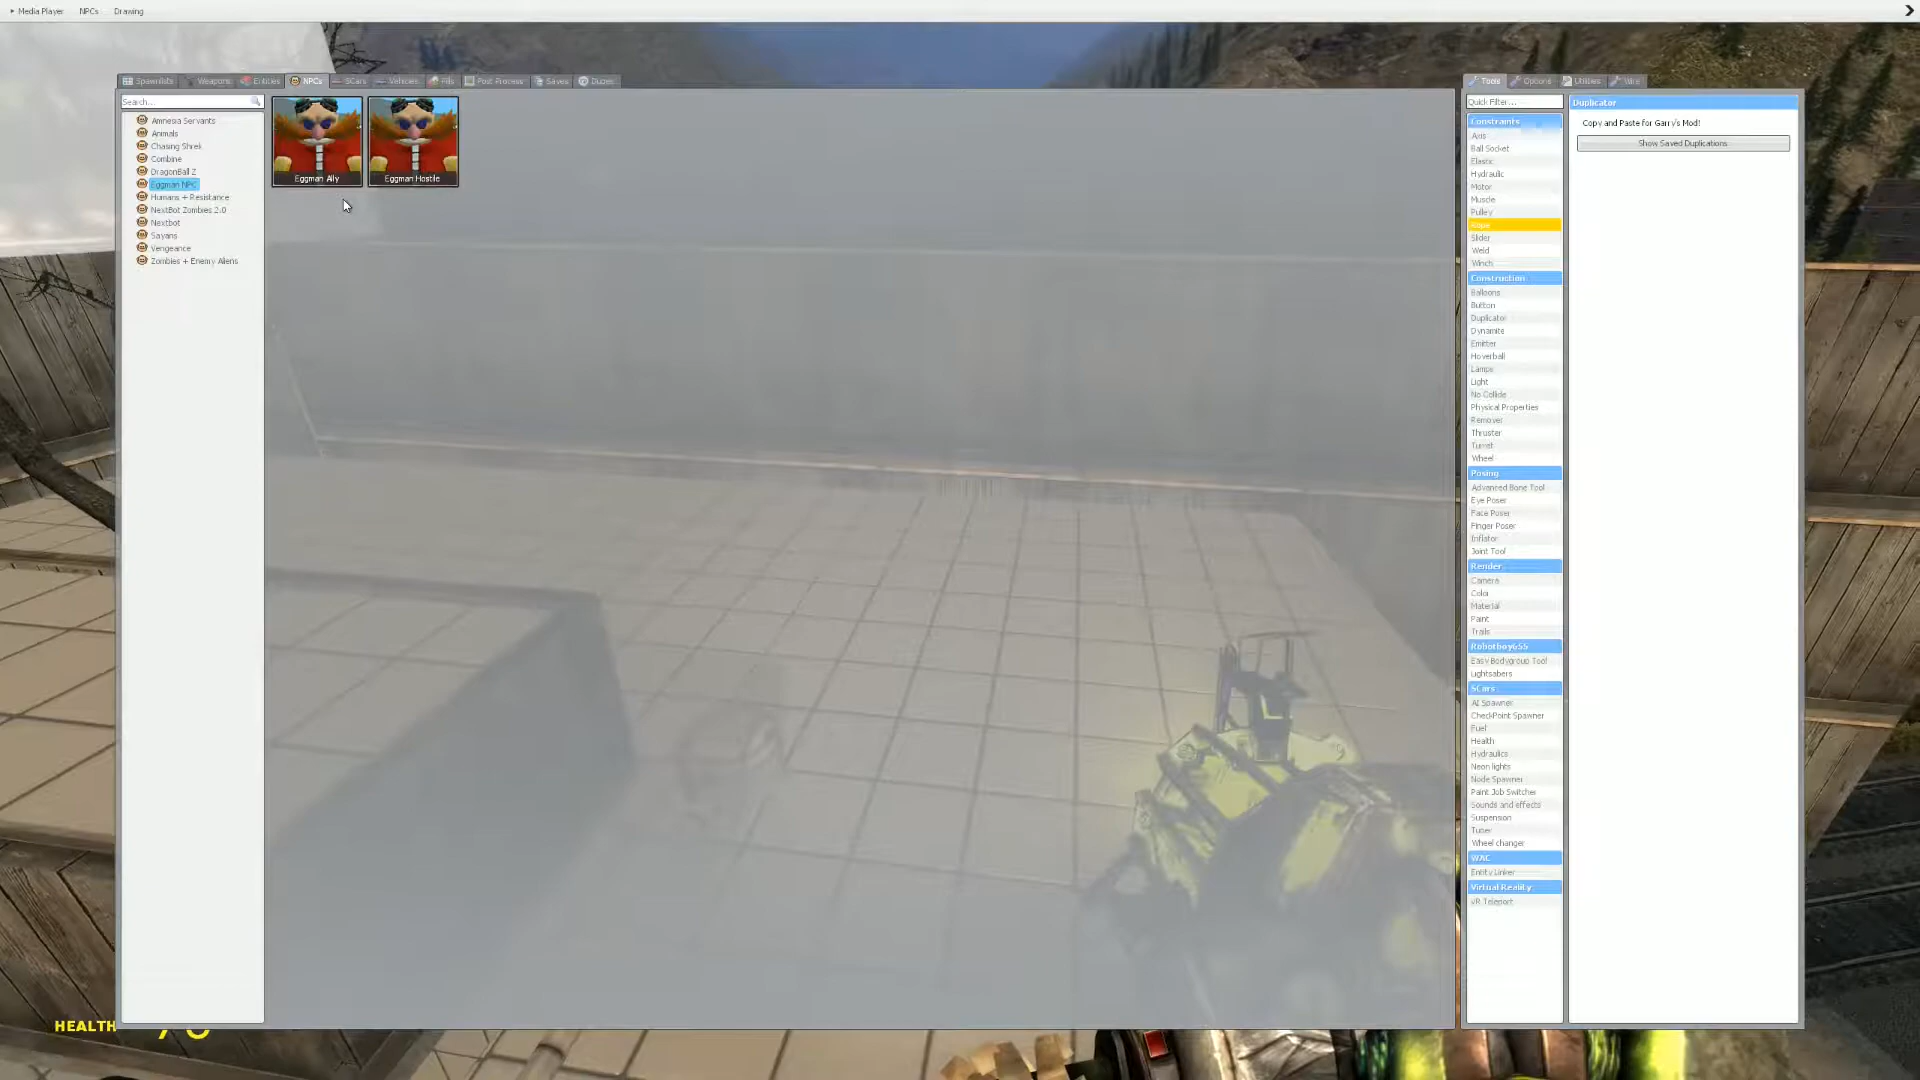 Media Player NPCs Drawing
Spawnlists Weapons Entities NPCs SCars Vehicles Pills Post Process Saves Dupes
Search...
Amnesia Servants
Animals
Chasing Shrek
Combine
DragonBall Z
Eggman NPC
Humans + Resistance
NextBot Zombies 2.0
Nextbot
Sayans
Vengeance
Zombies + Enemy Aliens
Eggman Ally
Eggman Hostile
Tools Options Utilities Wire
Quick Filter...
Constraints
Axis
Ball Socket
Elastic
Hydraulic
Motor
Muscle
Pulley
Rope
Slider
Weld
Winch
Construction
Balloons
Button
Duplicator
Dynamite
Emitter
Hoverball
Lamps
Light
No Collide
Physical Properties
Remover
Thruster
Turret
Wheel
Posing
Advanced Bone Tool
Eye Poser
Face Poser
Finger Poser
Inflator
Joint Tool
Render
Camera
Color
Material
Paint
Trails
Robotboy655
Easy Bodygroup Tool
Lightsabers
SCars
AI Spawner
CheckPoint Spawner
Fuel
Health
Hydraulics
Neon lights
Node Spawner
Paint Job Switcher
Sounds and effects
Suspension
Tuner
Wheel changer
WAC
Entity Linker
Virtual Reality
VR Teleport
Duplicator
Copy and Paste for Garry's Mod!
Show Saved Duplications
HEALTH